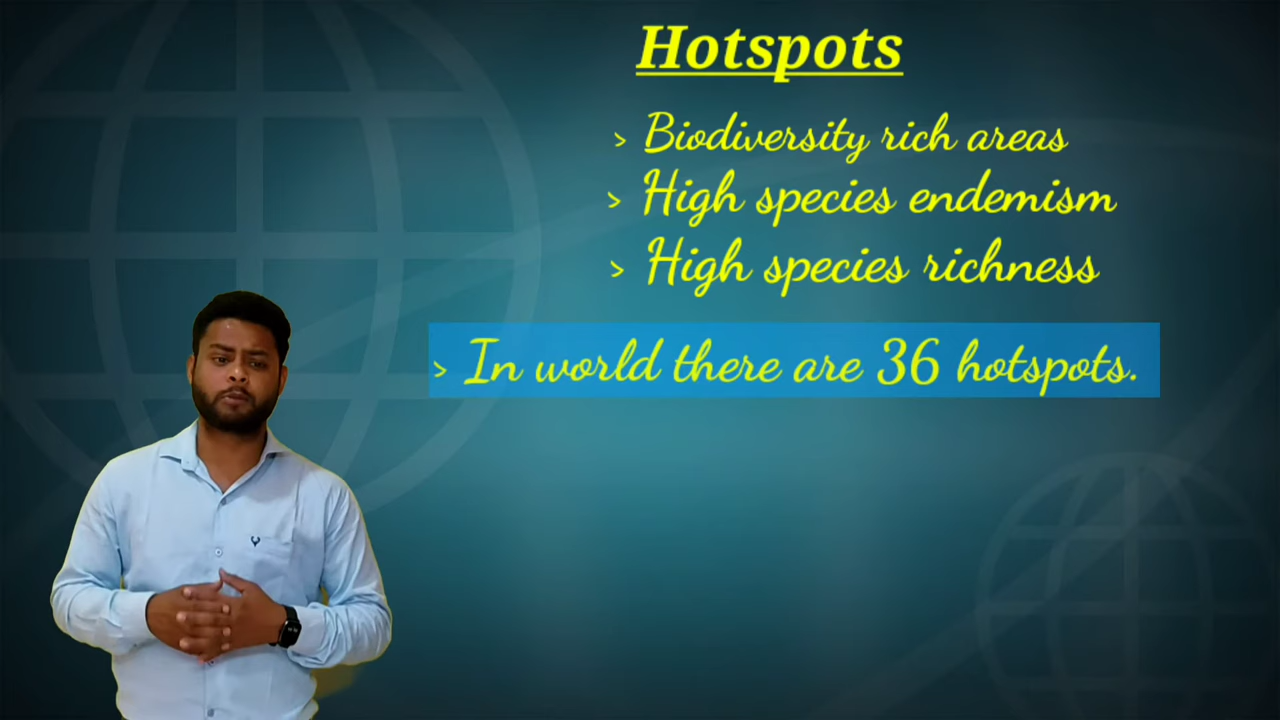 Hotspots
> Biodiversity rich areas
> High species endemism
> High species richness
> In world there are 36 hotspots.